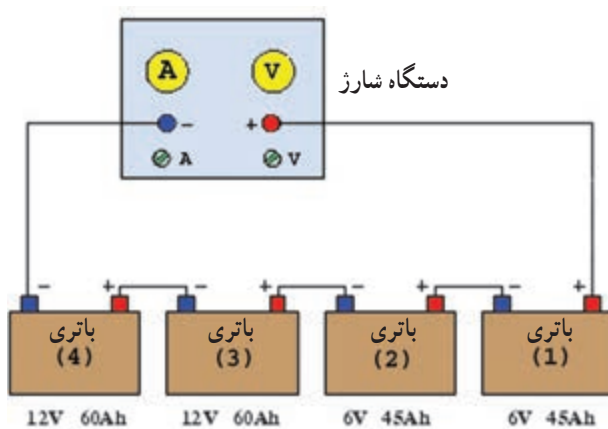 دستگاه شارژ
A V
- +
A V
- + - + - + - +
باتری (4)
باتری (3)
باتری (2)
باتری (1)
12V 60Ah
12V 60Ah
6V 45Ah
6V 45Ah